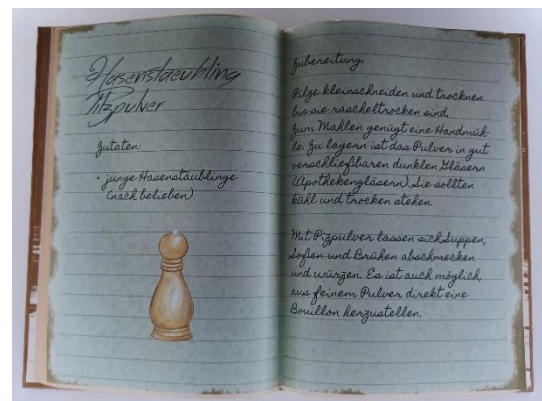 Hasenstaeubling
Pilzpulver
Zutaten:
• junge Hasenstäublinge
(nach belieben)
Zubereitung:
Pilze kleinschneiden und trocknen
bis sie rascheltrocken sind,
zum Mahlen genügt eine Handmüh-
le. Zu lagern ist das Pulver in gut
verschließbaren dunklen Gläsern
(Apothekengläsern). Sie sollten
kühl und trocken stehen.
Mit Pizpulver lassen sich Suppen,
Soßen und Brühen abschmecken
und würzen. Es ist auch möglich,
aus feinem Pulver direkt eine
Bouillon herzustellen.